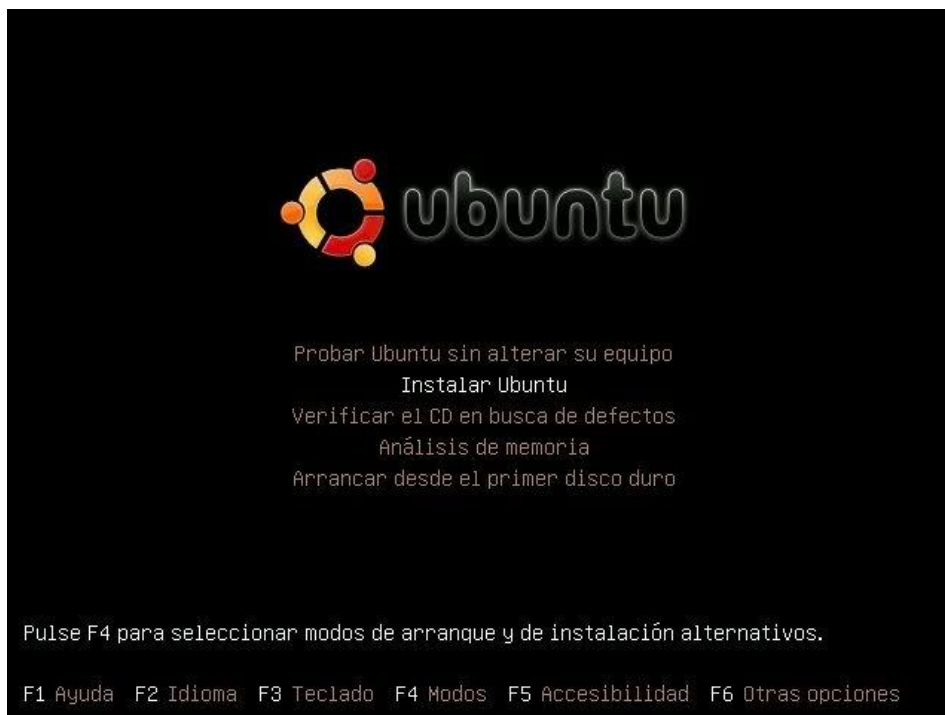 ubuntu
Probar Ubuntu sin alterar su equipo
Instalar Ubuntu
Verificar el CD en busca de defectos
Análisis de memoria
Arrancar desde el primer disco duro
Pulse F4 para seleccionar modos de arranque y de instalación alternativos.
F1 Ayuda F2 Idioma F3 Teclado F4 Modos F5 Accesibilidad F6 Otras opciones